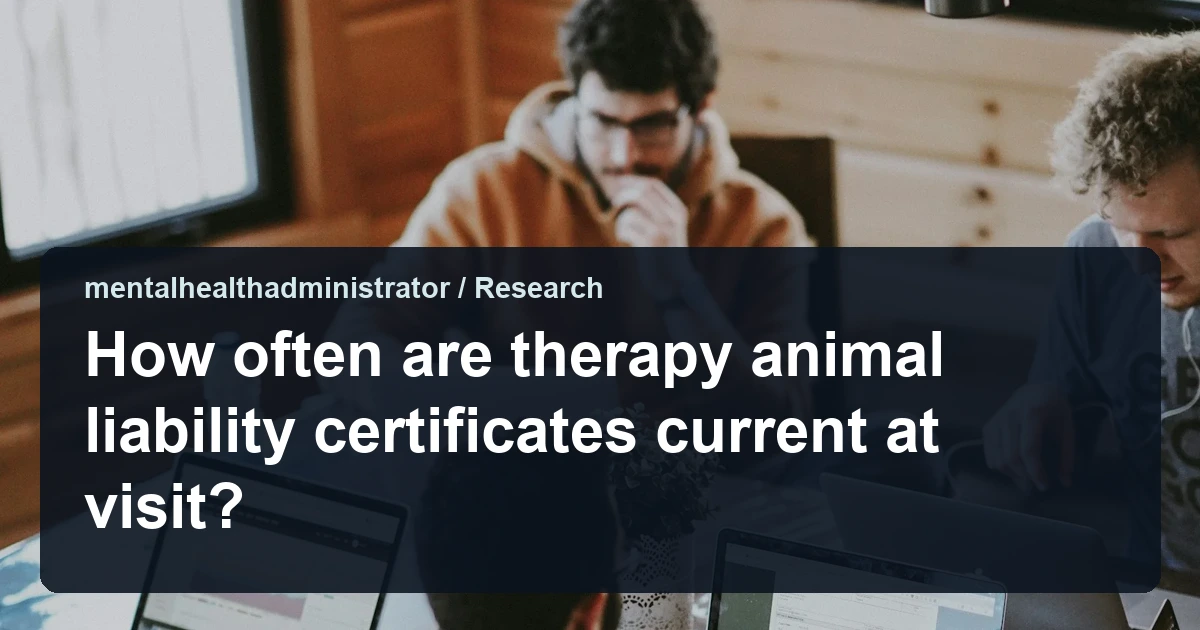 mentalhealthadministrator / Research
How often are therapy animal
liability certificates current at
visit?